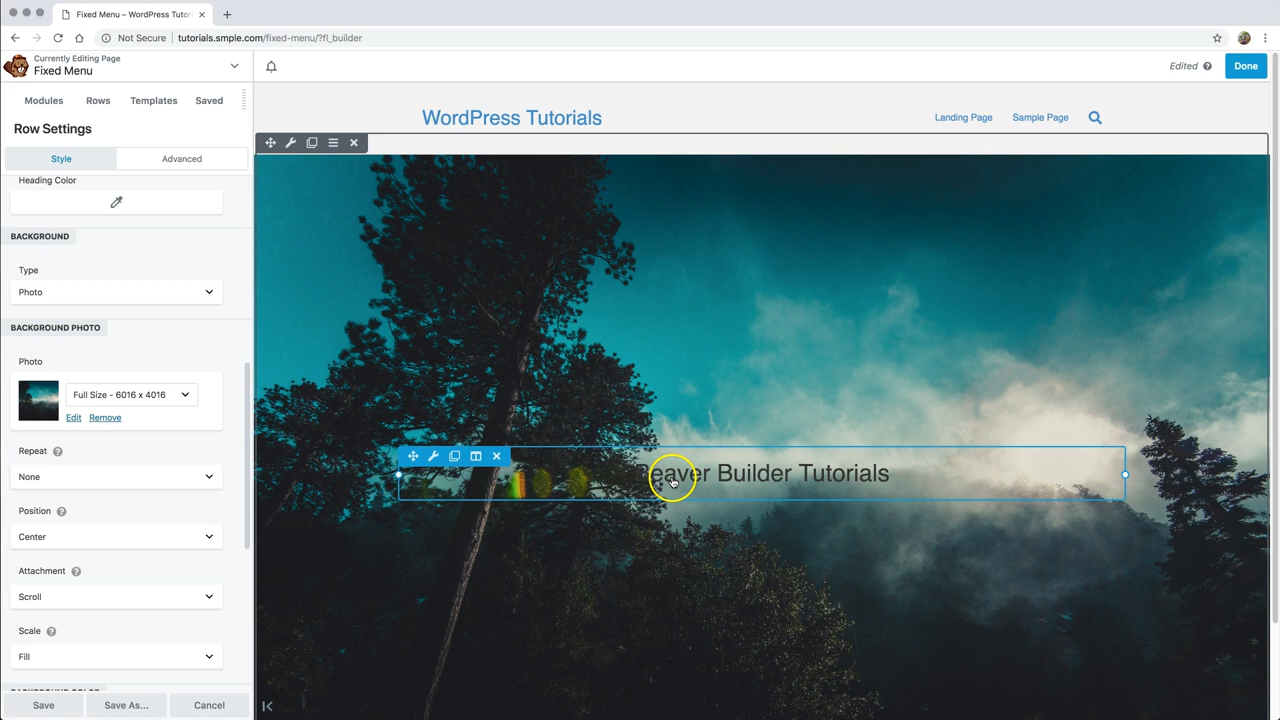 Fixed Menu – WordPress Tutor
Not Secure
tutorials.smple.com/fixed-menu/?fl_builder
Currently Editing Page
Fixed Menu
Edited
Done
Modules
Rows
Templates
Saved
Row Settings
Style
Advanced
Heading Color
BACKGROUND
Type
Photo
BACKGROUND PHOTO
Photo
Full Size - 6016 x 4016
Edit
Remove
Repeat
None
Position
Center
Attachment
Scroll
Scale
Fill
Save
Save As...
Cancel
WordPress Tutorials
Landing Page
Sample Page
Beaver Builder Tutorials